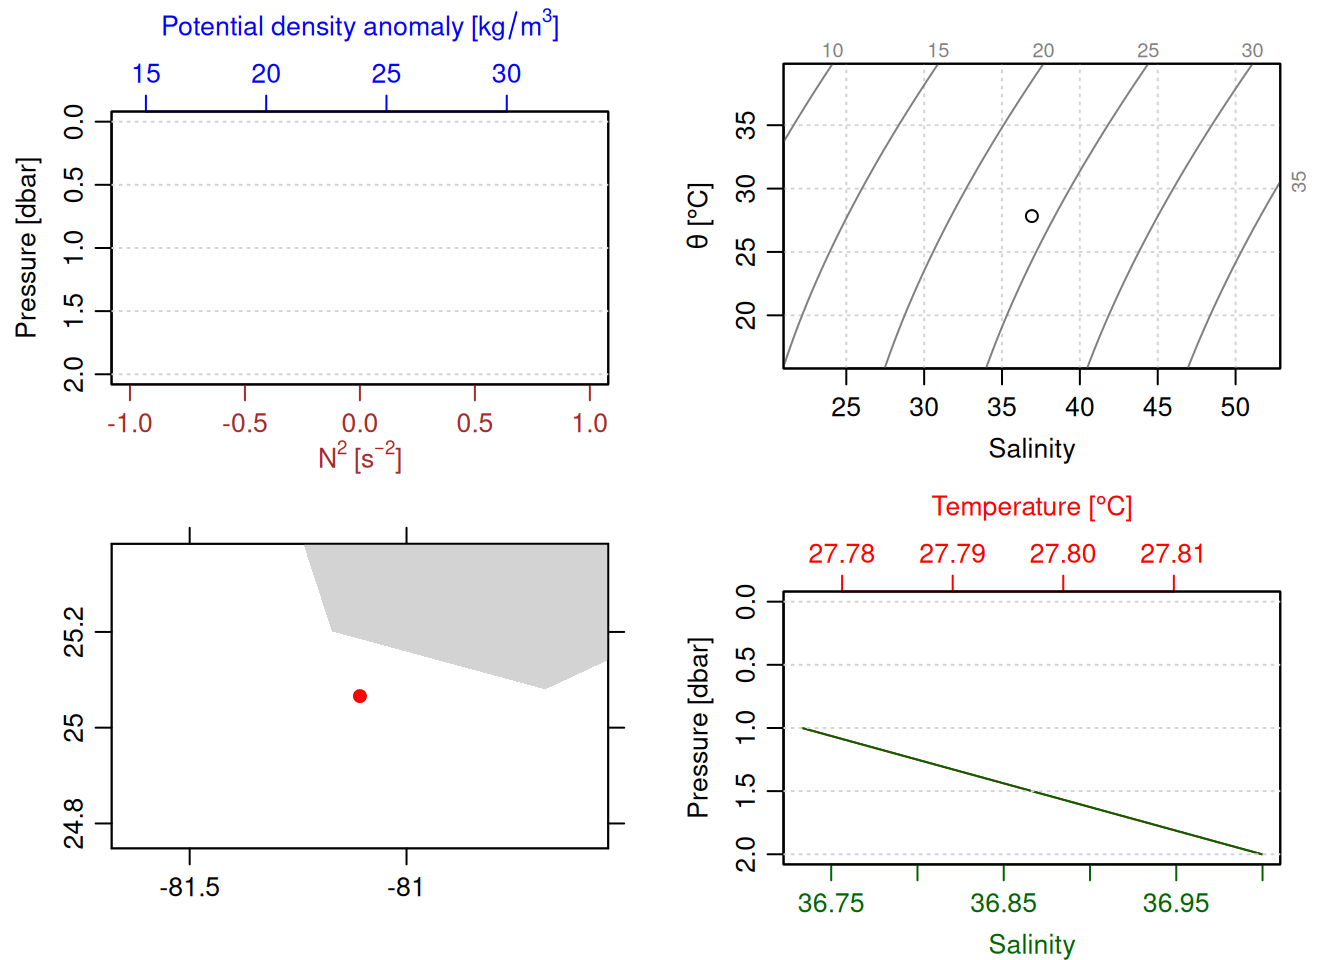 Potential density anomaly [kg/m³]
15 20 25 30
Pressure [dbar]
0.0
0.5
1.0
1.5
2.0
-1.0 -0.5 0.0 0.5 1.0
N² [s⁻²]
10 15 20 25 30
35
θ [°C]
35
30
25
20
25 30 35 40 45 50
Salinity
25.2
25
24.8
-81.5 -81
Temperature [°C]
27.78 27.79 27.80 27.81
Pressure [dbar]
0.0
0.5
1.0
1.5
2.0
36.75 36.85 36.95
Salinity